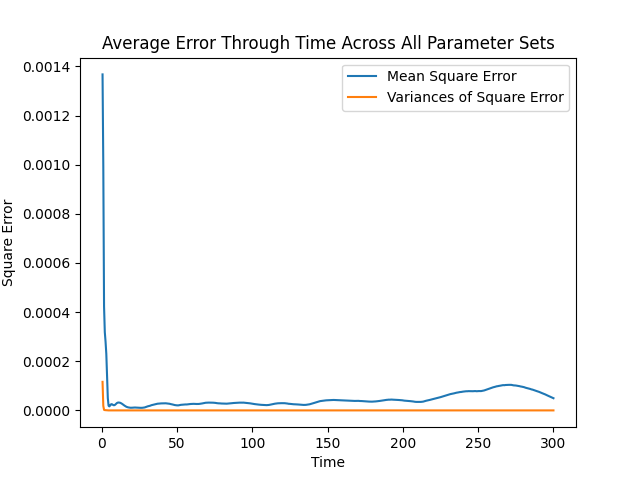 Average Error Through Time Across All Parameter Sets
Mean Square Error
Variances of Square Error
Square Error
0.0014
0.0012
0.0010
0.0008
0.0006
0.0004
0.0002
0.0000
0 50 100 150 200 250 300
Time